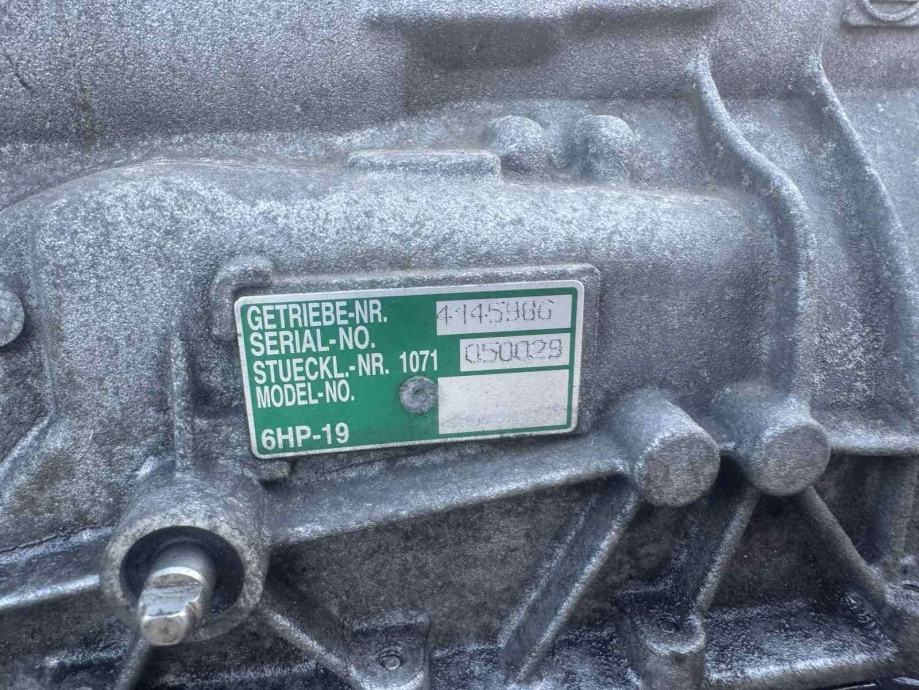 GETRIEBE-NR. 4145986
SERIAL-NO.
STUECKL.-NR. 1071 050029
MODEL-NO.
6HP-19